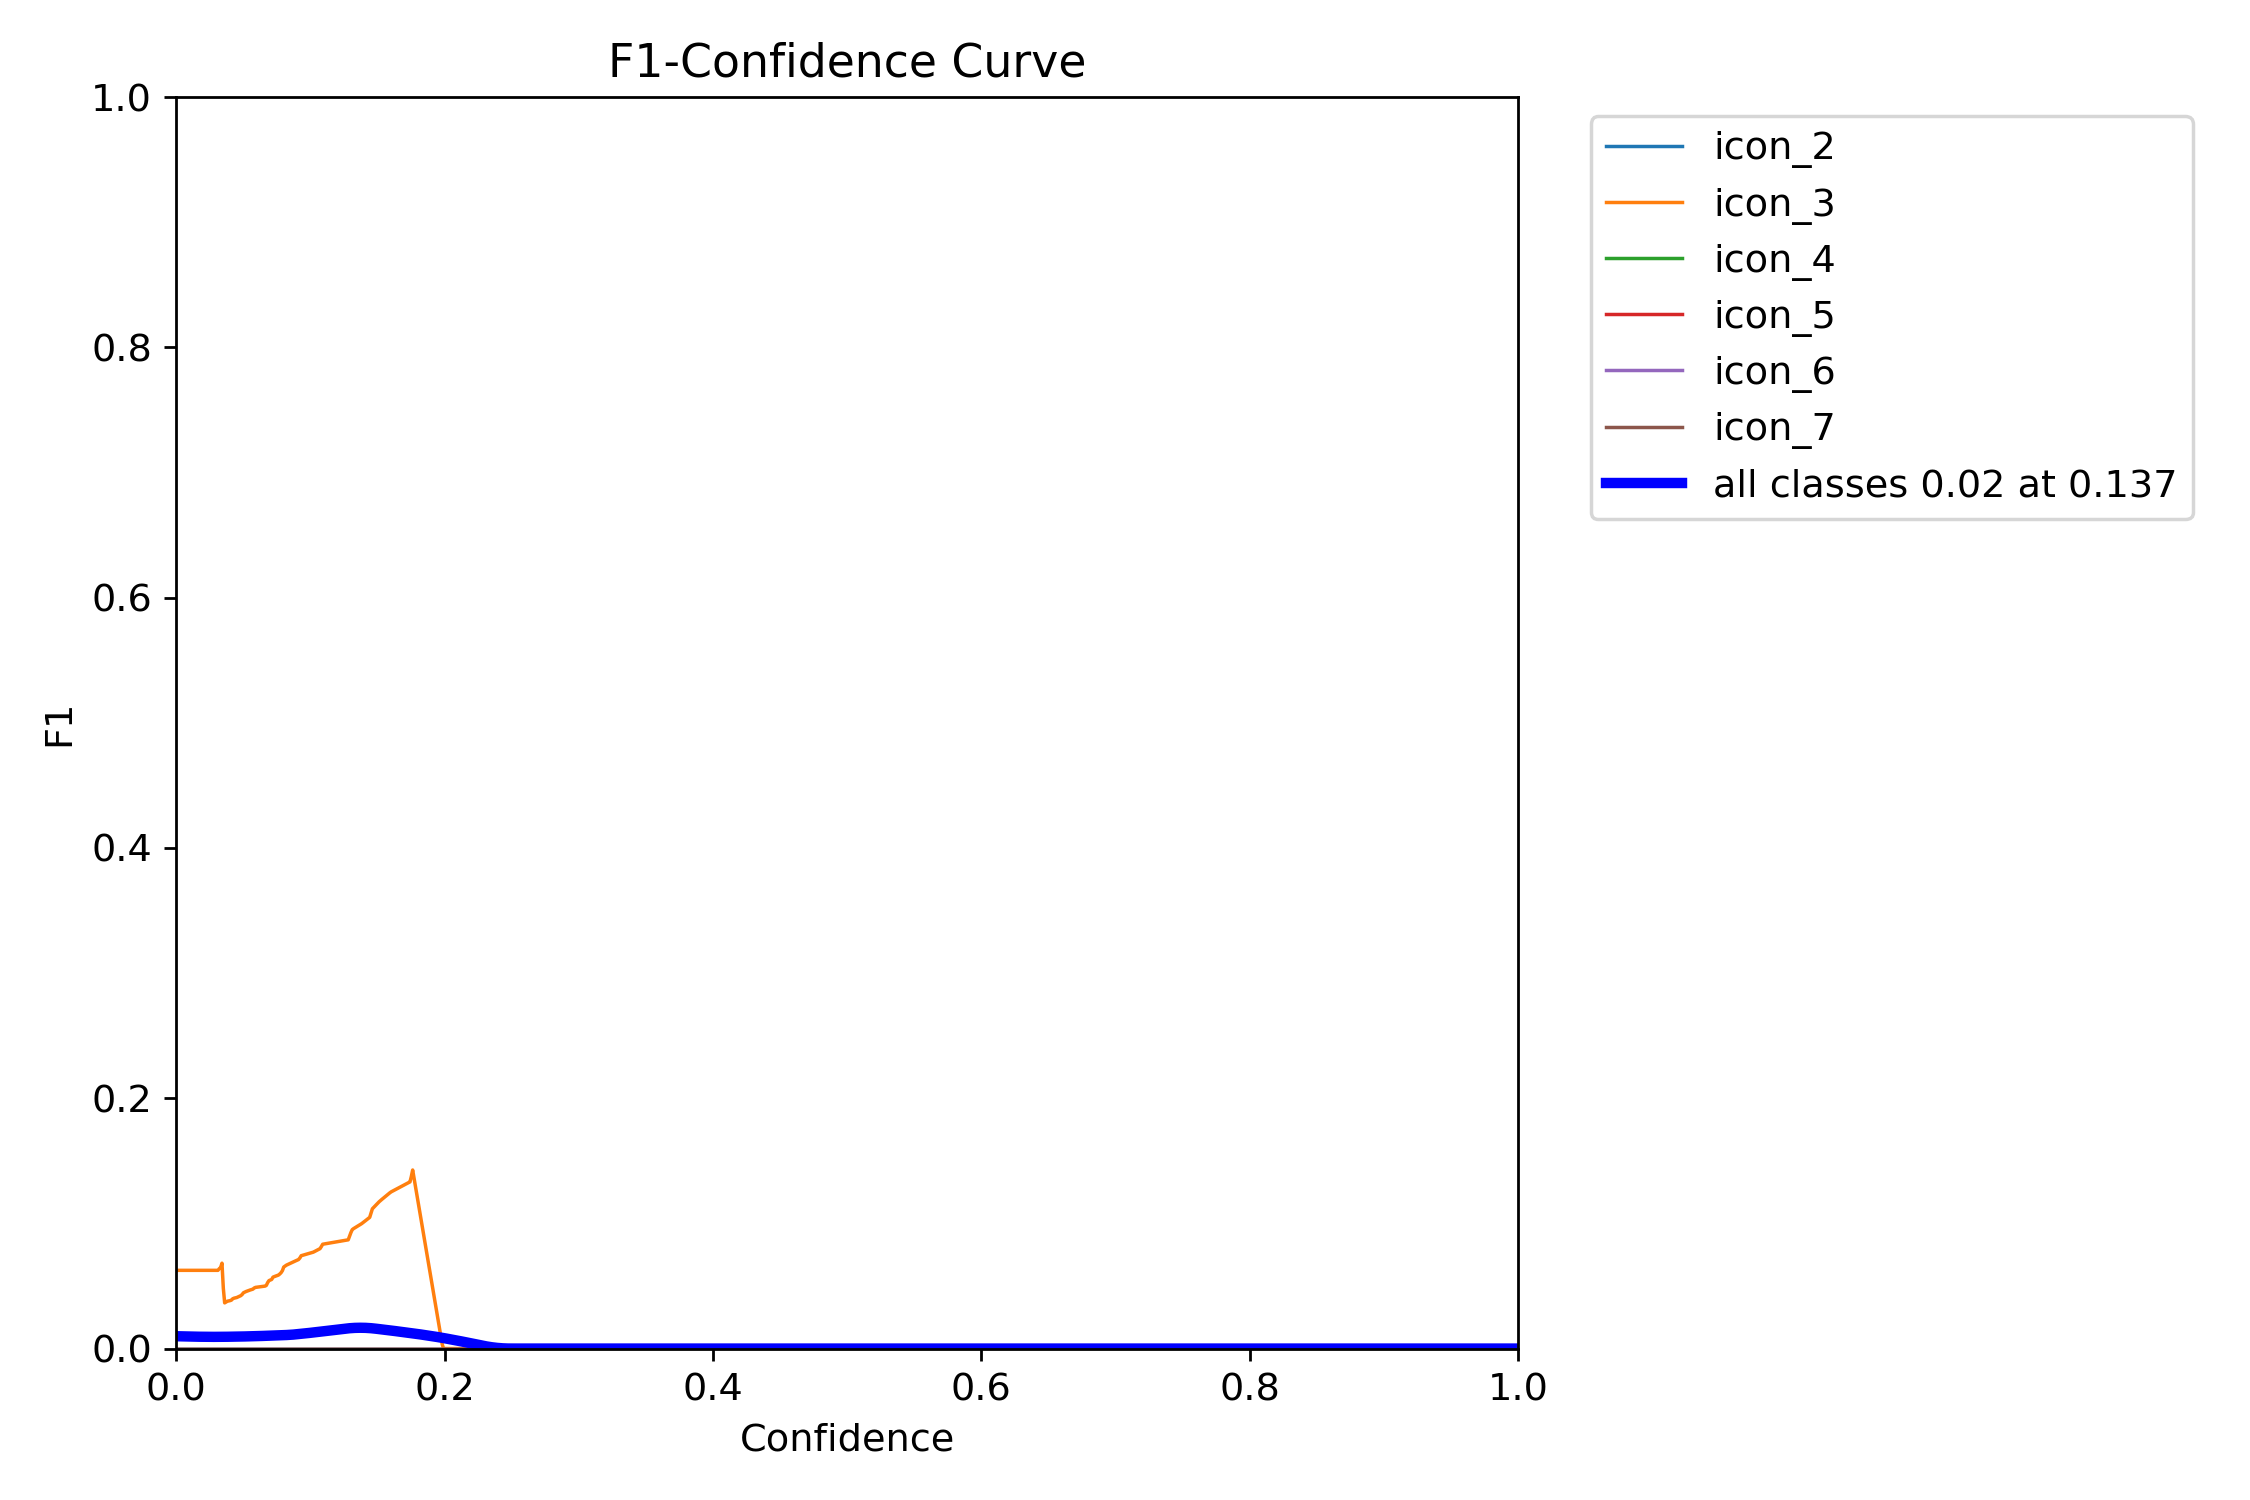 F1-Confidence Curve
1.0
0.8
0.6
0.4
0.2
0.0
F1
0.0 0.2 0.4 0.6 0.8 1.0
Confidence
icon_2
icon_3
icon_4
icon_5
icon_6
icon_7
all classes 0.02 at 0.137